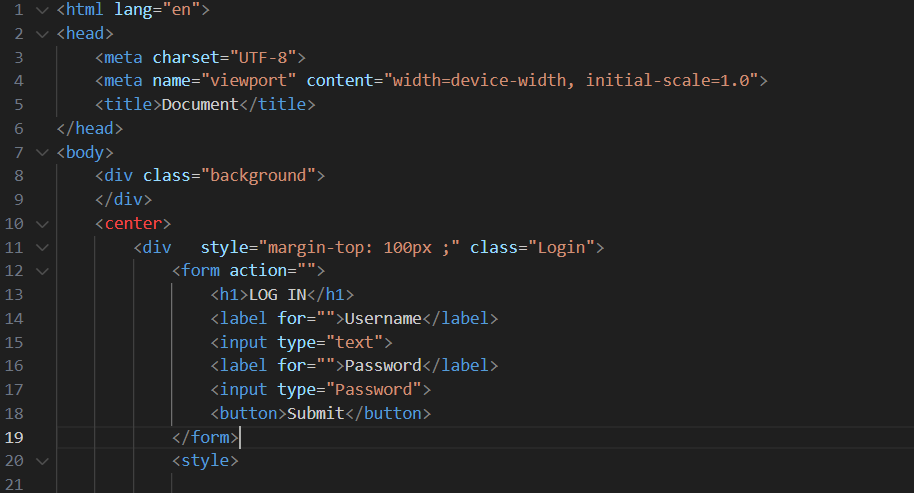 1 <html lang="en">
2 <head>
3 <meta charset="UTF-8">
4 <meta name="viewport" content="width=device-width, initial-scale=1.0">
5 <title>Document</title>
6 </head>
7 <body>
8 <div class="background">
9 </div>
10 <center>
11 <div   style="margin-top: 100px ;" class="Login">
12 <form action="">
13 <h1>LOG IN</h1>
14 <label for="">Username</label>
15 <input type="text">
16 <label for="">Password</label>
17 <input type="Password">
18 <button>Submit</button>
19 </form>
20 <style>
21